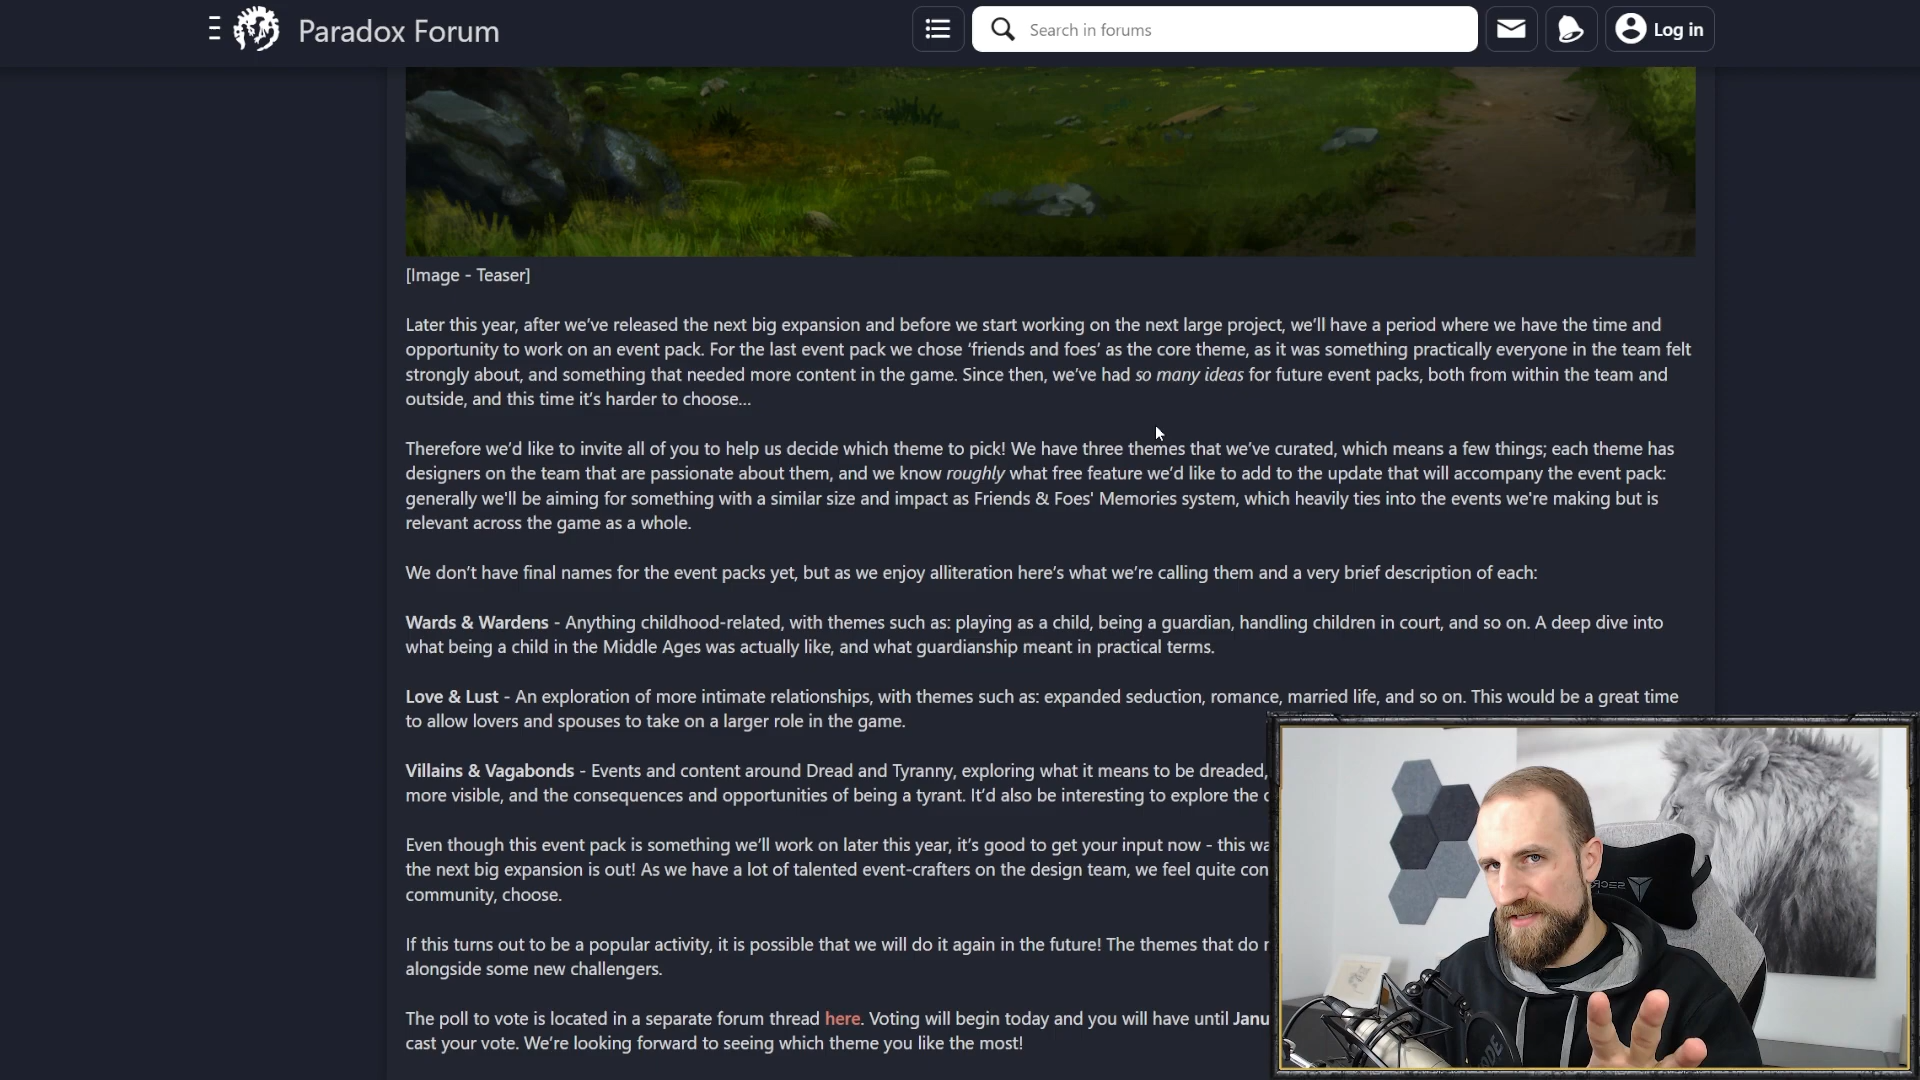 Paradox Forum
Search in forums
Log in
[Image - Teaser]
Later this year, after we’ve released the next big expansion and before we start working on the next large project, we’ll have a period where we have the time and
opportunity to work on an event pack. For the last event pack we chose ‘friends and foes’ as the core theme, as it was something practically everyone in the team felt
strongly about, and something that needed more content in the game. Since then, we’ve had so many ideas for future event packs, both from within the team and
outside, and this time it’s harder to choose...
Therefore we’d like to invite all of you to help us decide which theme to pick! We have three themes that we’ve curated, which means a few things; each theme has
designers on the team that are passionate about them, and we know roughly what free feature we’d like to add to the update that will accompany the event pack:
generally we'll be aiming for something with a similar size and impact as Friends & Foes' Memories system, which heavily ties into the events we're making but is
relevant across the game as a whole.
We don’t have final names for the event packs yet, but as we enjoy alliteration here’s what we’re calling them and a very brief description of each:
Wards & Wardens - Anything childhood-related, with themes such as: playing as a child, being a guardian, handling children in court, and so on. A deep dive into
what being a child in the Middle Ages was actually like, and what guardianship meant in practical terms.
Love & Lust - An exploration of more intimate relationships, with themes such as: expanded seduction, romance, married life, and so on. This would be a great time
to allow lovers and spouses to take on a larger role in the game.
Villains & Vagabonds - Events and content around Dread and Tyranny, exploring what it means to be dreaded,
more visible, and the consequences and opportunities of being a tyrant. It’d also be interesting to explore the
Even though this event pack is something we’ll work on later this year, it’s good to get your input now - this
the next big expansion is out! As we have a lot of talented event-crafters on the design team, we feel quite
community, choose.
If this turns out to be a popular activity, it is possible that we will do it again in the future! The themes that do
alongside some new challengers.
The poll to vote is located in a separate forum thread here. Voting will begin today and you will have until
cast your vote. We’re looking forward to seeing which theme you like the most!